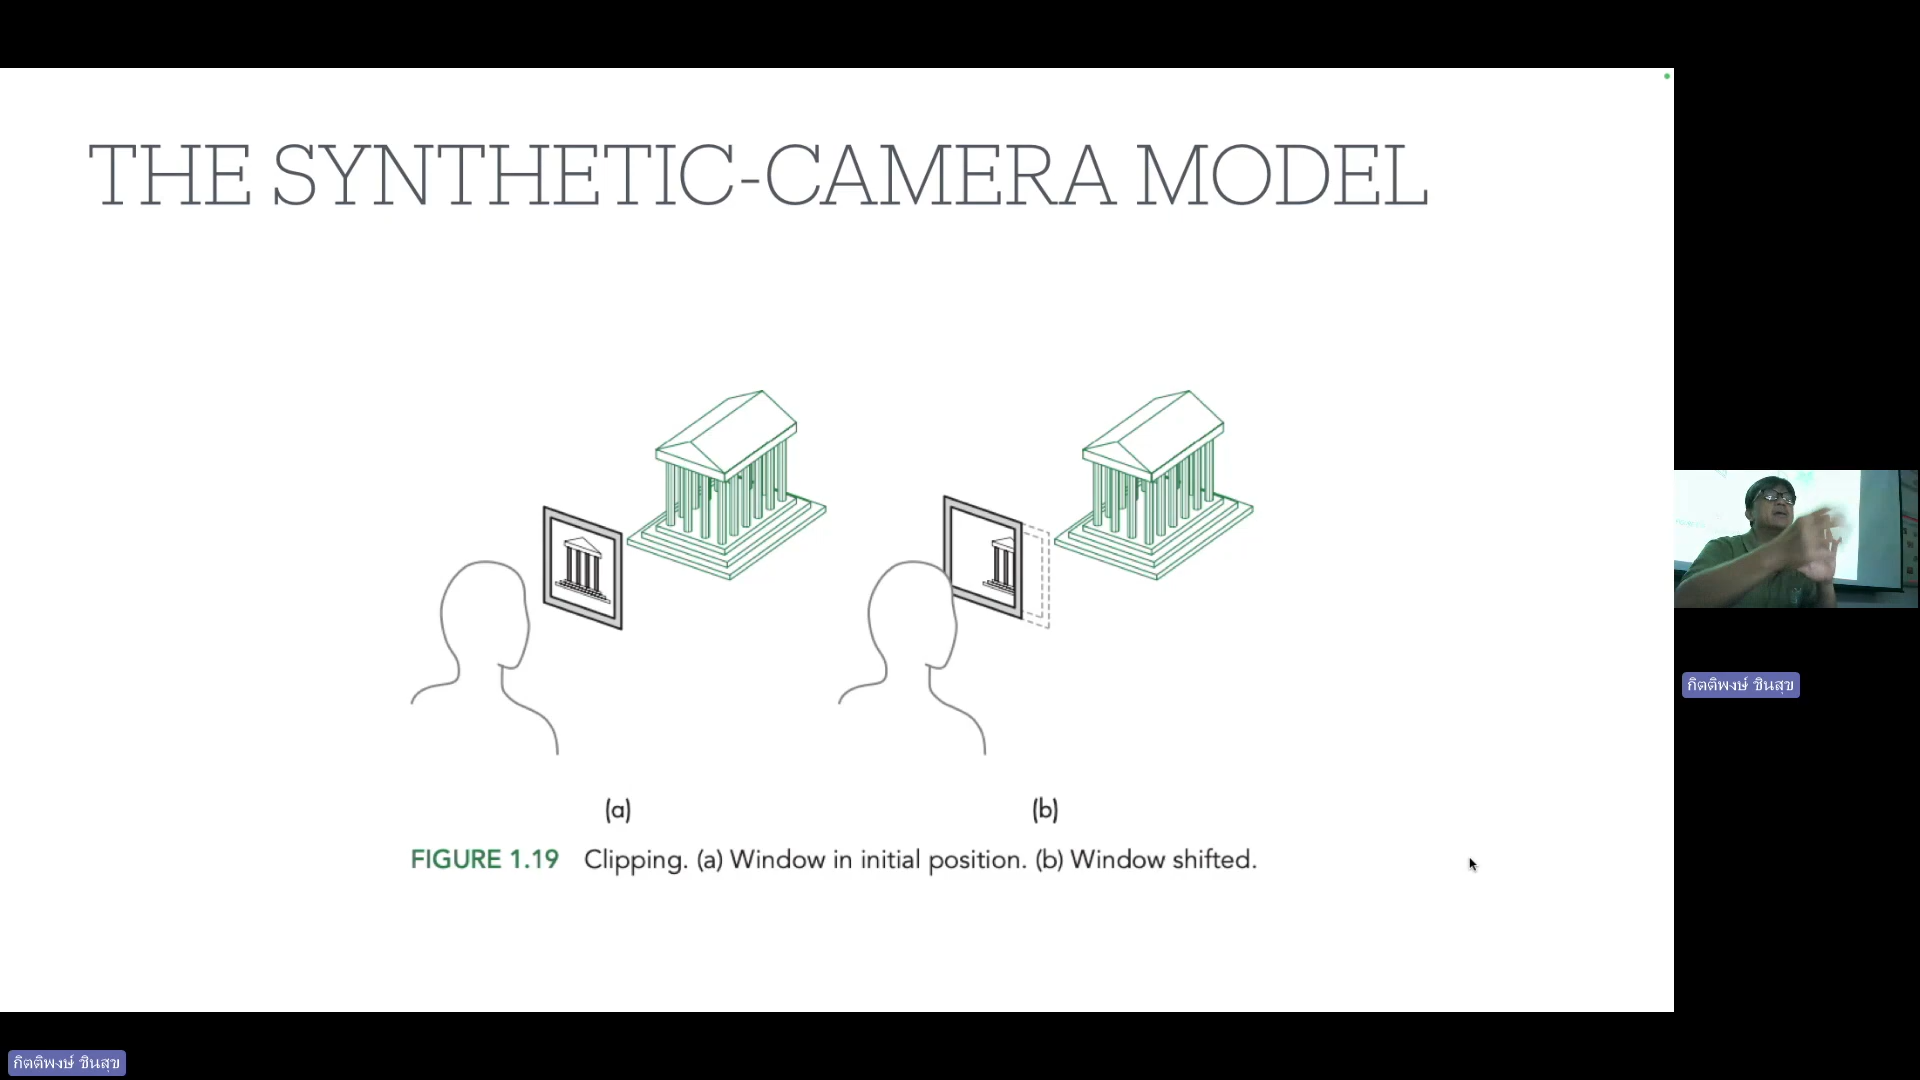 THE SYNTHETIC-CAMERA MODEL
(a)
(b)
FIGURE 1.19 Clipping. (a) Window in initial position. (b) Window shifted.
กิตติพงษ์ ชินสุข
กิตติพงษ์ ชินสุข